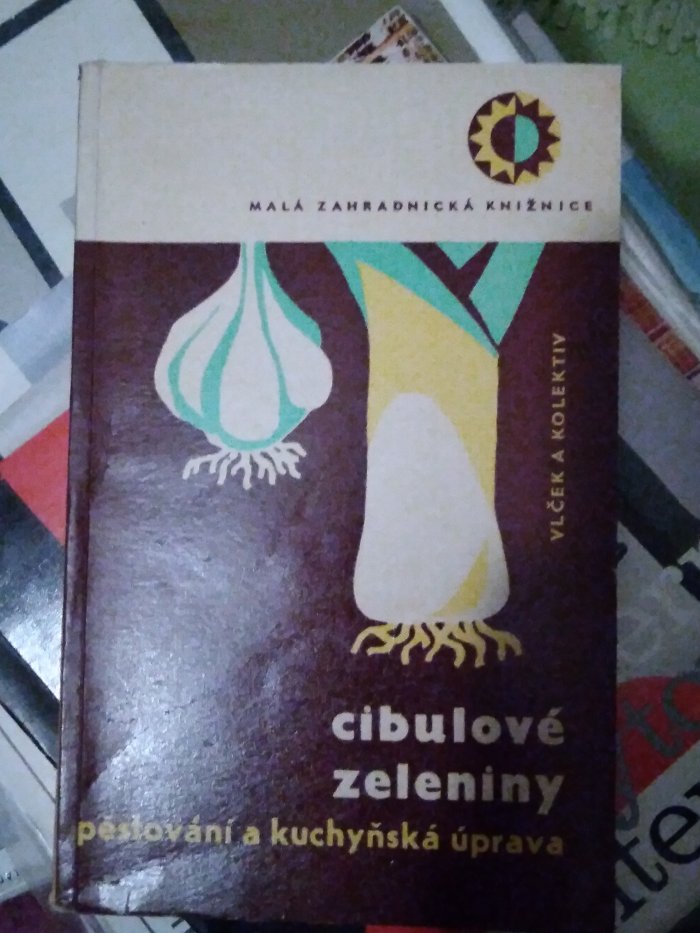 MALÁ ZAHRADNICKÁ KNIŽNICE
VLČEK A KOLEKTIV
cibulové
zeleniny
pěstování a kuchyňská úprava